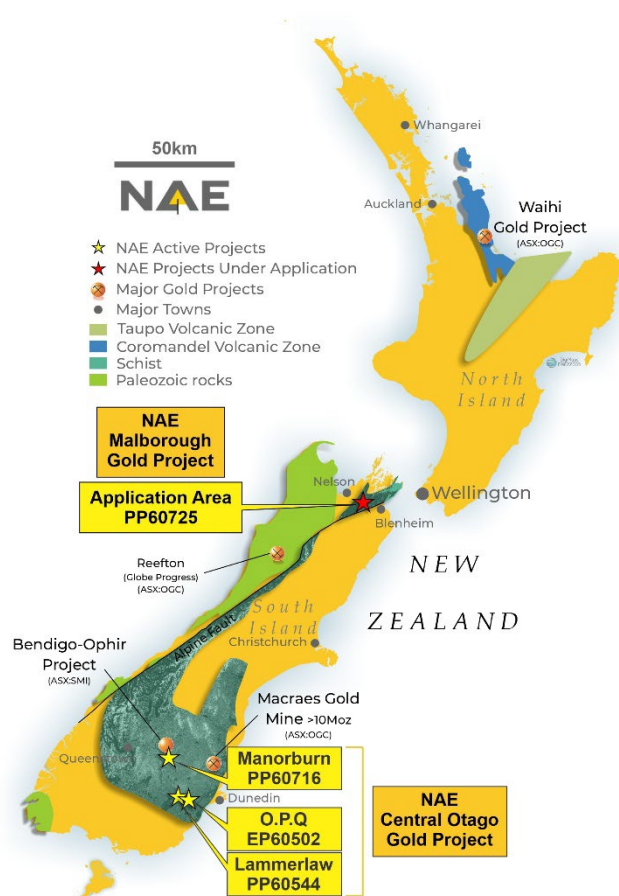 50km
NAE
NAE Active Projects
NAE Projects Under Application
Major Gold Projects
Major Towns
Taupo Volcanic Zone
Coromandel Volcanic Zone
Schist
Paleozoic rocks
Whangarei
Auckland
Waihi
Gold Project
(ASX:OGC)
North
Island
NAE
Malborough
Gold Project
Application Area
PP60725
Nelson
Wellington
Blenheim
Reefton
(Globe Progress)
(ASX:OGC)
NEW
ZEALAND
South
Island
Alpine Fault
Christchurch
Bendigo-Ophir
Project
(ASX:SMI)
Macraes Gold
Mine >10Moz
(ASX:OGC)
Manorburn
PP60716
Dunedin
O.P.Q
EP60502
Lammerlaw
PP60544
NAE
Central Otago
Gold Project